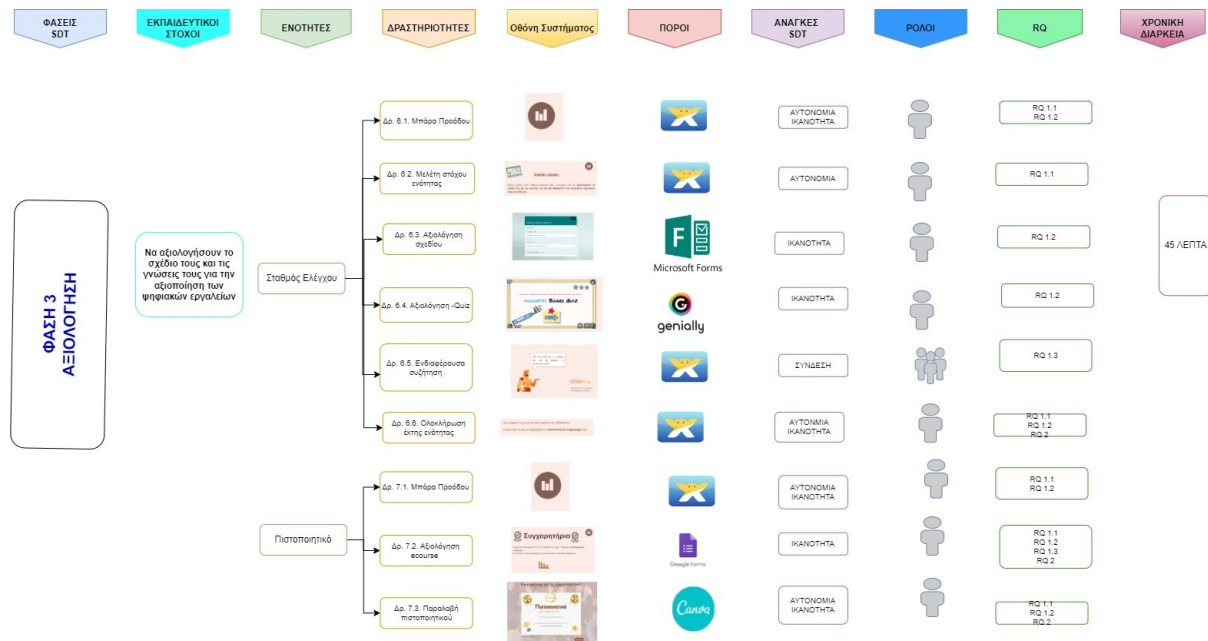 ΦΑΣΕΙΣ
SDT
ΕΚΠΑΙΔΕΥΤΙΚΟΙ
ΣΤΟΧΟΙ
ΕΝΟΤΗΤΕΣ
ΔΡΑΣΤΗΡΙΟΤΗΤΕΣ
Οθόνη Συστήματος
ΠΟΡΟΙ
ΑΝΑΓΚΕΣ
SDT
ΡΟΛΟΙ
RQ
ΧΡΟΝΙΚΗ
ΔΙΑΡΚΕΙΑ
ΦΑΣΗ 3
ΑΞΙΟΛΟΓΗΣΗ
Να αξιολογήσουν το
σχέδιο τους και τις
γνώσεις τους για την
αξιοποίηση των
ψηφιακών εργαλείων
Σταθμός Ελέγχου
Δρ. 6.1. Μπάρα Προόδου
ΑΥΤΟΝΟΜΙΑ
ΙΚΑΝΟΤΗΤΑ
RQ 1.1
RQ 1.2
Δρ. 6.2. Μελέτη στόχου
ενότητας
ΑΥΤΟΝΟΜΙΑ
RQ 1.1
Δρ. 6.3. Αξιολόγηση
σχεδίου
Microsoft Forms
ΙΚΑΝΟΤΗΤΑ
RQ 1.2
45 ΛΕΠΤΑ
Δρ. 6.4. Αξιολόγηση -Quiz
MAGNETIC BOARD QUIZ
genially
ΙΚΑΝΟΤΗΤΑ
RQ 1.2
Δρ. 6.5. Ενδιαφέρουσα
συζήτηση
ΣΥΝΔΕΣΗ
RQ 1.3
Δρ. 6.6. Ολοκλήρωση
έκτης ενότητας
ΑΥΤΟΝΜΙΑ
ΙΚΑΝΟΤΗΤΑ
RQ 1.1
RQ 1.2
RQ 2
Πιστοποιητικό
Δρ. 7.1. Μπάρα Προόδου
ΑΥΤΟΝΟΜΙΑ
ΙΚΑΝΟΤΗΤΑ
RQ 1.1
RQ 1.2
Δρ. 7.2. Αξιολόγηση
ecourse
Συγχαρητήρια
Google Forms
ΙΚΑΝΟΤΗΤΑ
RQ 1.1
RQ 1.2
RQ 1.3
RQ 2
Δρ. 7.3. Παραλαβή
πιστοποιητικού
Πιστοποιητικό
Canva
ΑΥΤΟΝΟΜΙΑ
ΙΚΑΝΟΤΗΤΑ
RQ 1.1
RQ 1.2
RQ 2